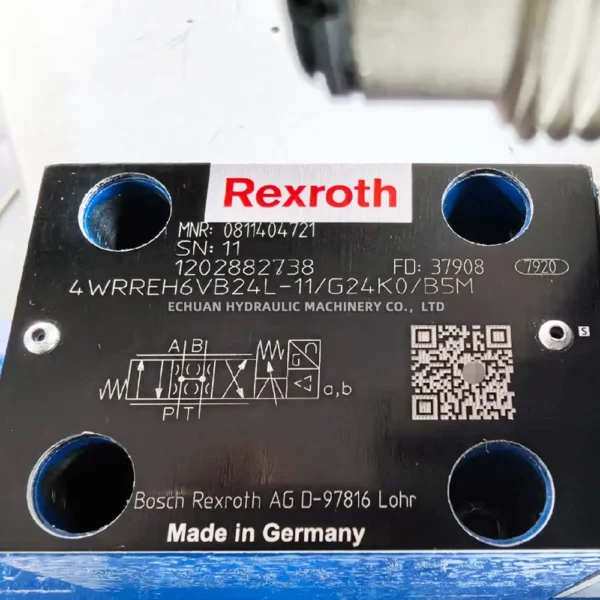 Rexroth
MNR: 0811404721
SN: 11
1202882738 FD: 37908 7920
4WRREH6VB24L-11/G24K0/B5M
ECHUAN HYDRAULIC MACHINERY CO., LTD
A B
G
a,b
P T
S
Bosch Rexroth AG D-97816 Lohr
Made in Germany